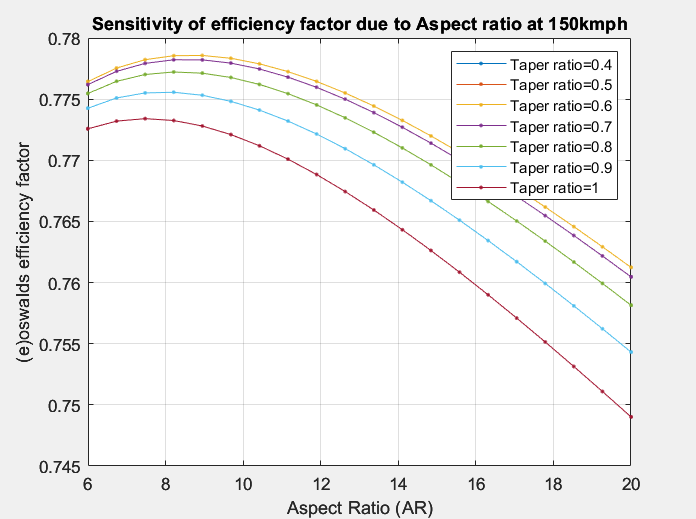 Sensitivity of efficiency factor due to Aspect ratio at 150kmph
0.78
0.775
0.77
0.765
0.76
0.755
0.75
0.745
(e)oswalds efficiency factor
Taper ratio=0.4
Taper ratio=0.5
Taper ratio=0.6
Taper ratio=0.7
Taper ratio=0.8
Taper ratio=0.9
Taper ratio=1
6 8 10 12 14 16 18 20
Aspect Ratio (AR)